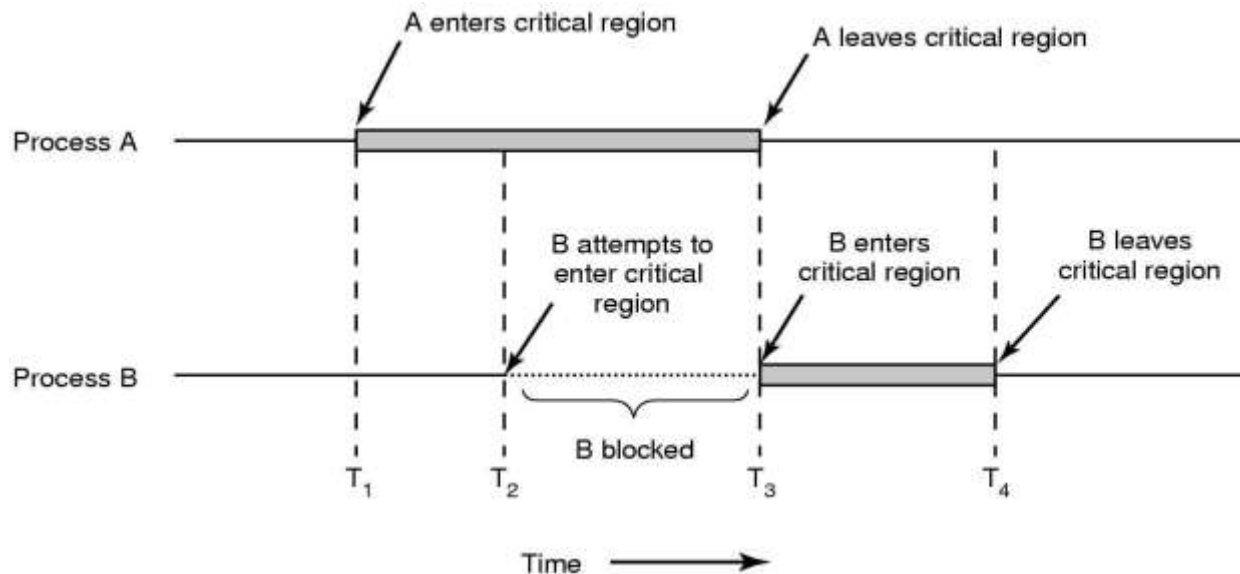 A enters critical region
A leaves critical region
Process A
B attempts to
enter critical
region
B enters
critical region
B leaves
critical region
Process B
B blocked
T1
T2
T3
T4
Time